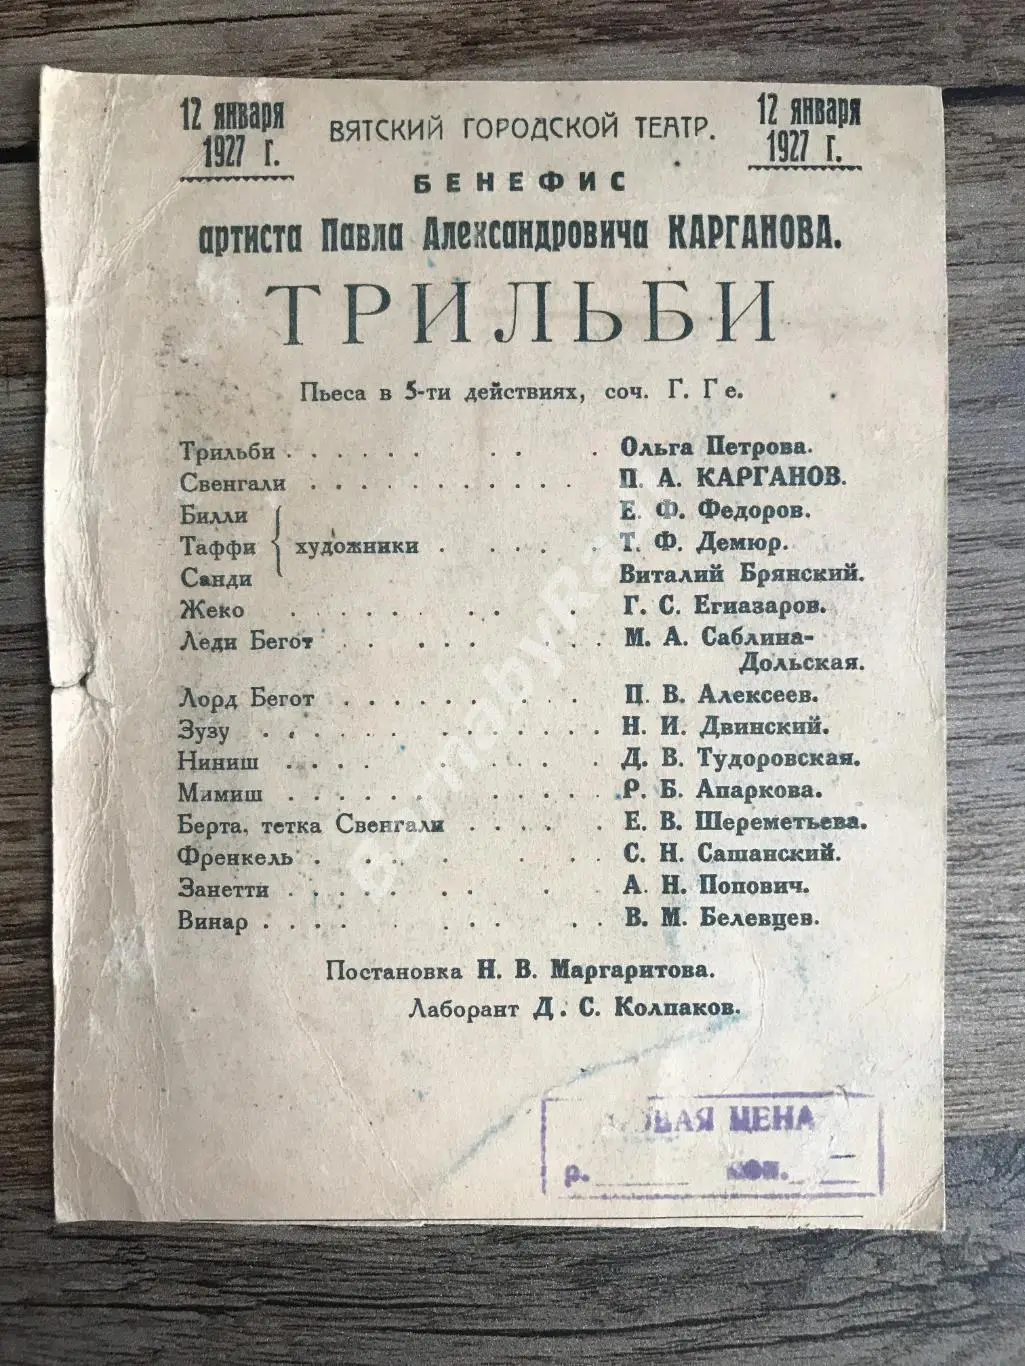 12 января
1927 г.
ВЯТСКИЙ ГОРОДСКОЙ ТЕАТР.
12 января
1927 г.
БЕНЕФИС
артиста Павла Александровича КАРГАНОВА.
ТРИЛЬБИ
Пьеса в 5-ти действиях, соч. Г. Ге.
Трильби . . . . . . . . . Ольга Петрова.
Свенгали . . . . . . . . . . . П. А. КАРГАНОВ.
Билли Е. Ф. Федоров.
Таффи } художники . . . . . Т. Ф. Демюр.
Санди Виталий Брянский.
Жеко . . . . . . . . . Г. С. Егиазаров.
Леди Бегот . . . . . . . . М. А. Саблина-
Дольская.
Лорд Бегот . . . . . . . . . . П. В. Алексеев.
Зузу . . . . . . . . . . . . Н. И. Двинский.
Ниниш . . . . . . . . . Д. В. Тудоровская.
Мимиш . . . . . . . . . . . Р. Б. Апаркова.
Берта, тетка Свенгали . . . . . . Е. В. Шереметьева.
Френкель . . . . . . . . С. Н. Сашанский.
Занетти . . . . . . . . . А. Н. Попович.
Винар . . . . . . . . . . . В. М. Белевцев.
Постановка Н. В. Маргаритова.
Лаборант Д. С. Колпаков.
ЦЕНА
р. коп.
BarnabyRa